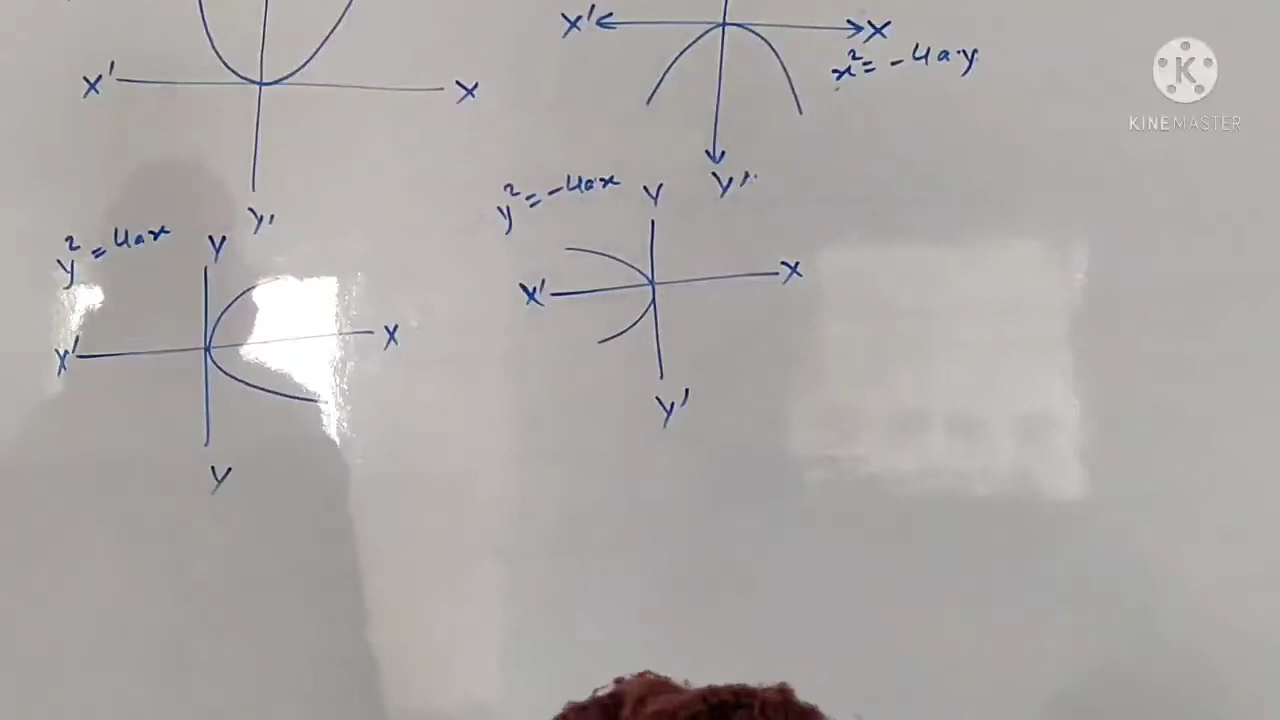 X' X
x² = -4a.y
X' X
Y'
Y'
y² = 4ax
Y
X' X
Y
y² = -4ax
Y
X' X
Y'
K
KINEMASTER